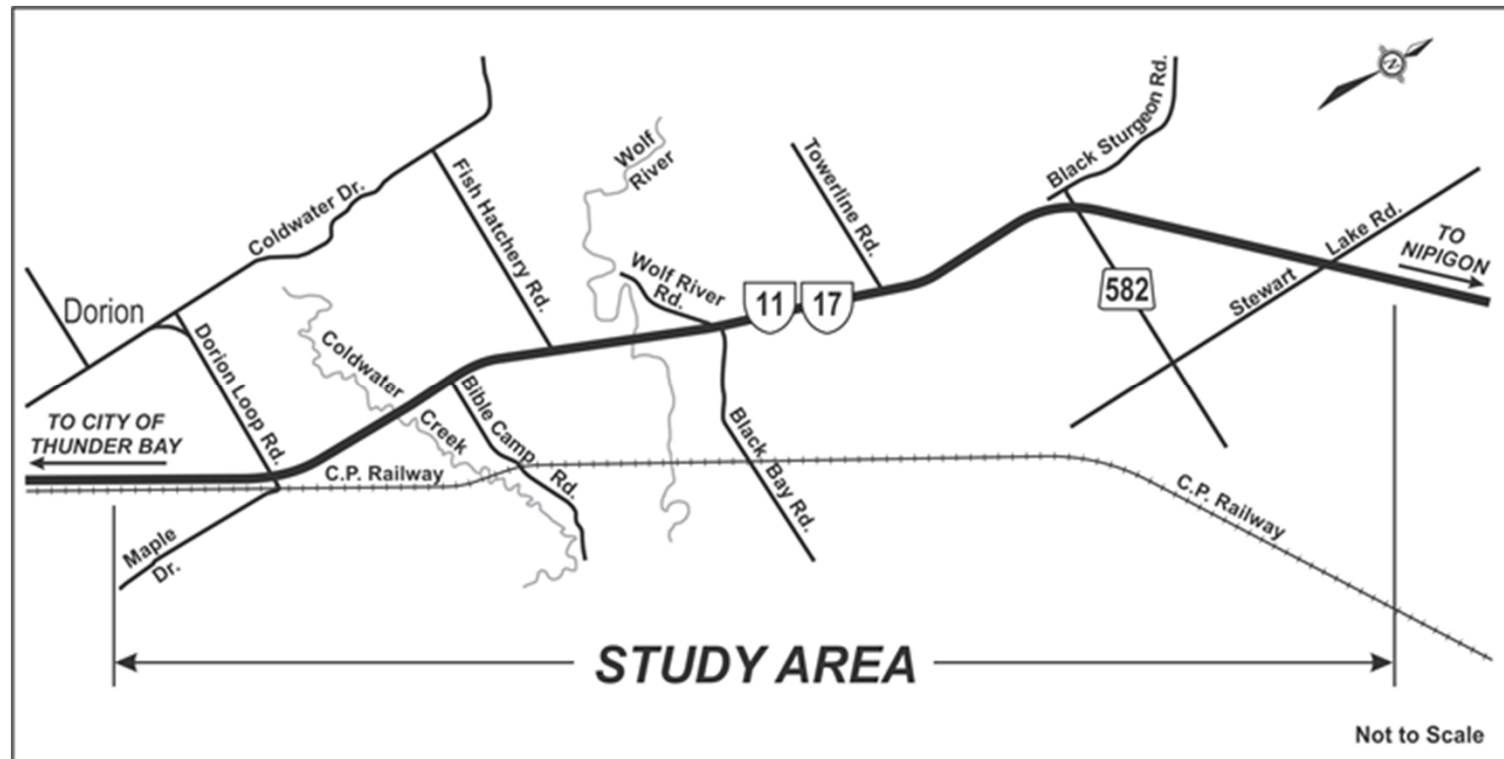 Black Sturgeon Rd.
Wolf
River
Towerline Rd.
Fish Hatchery Rd.
Coldwater Dr.
N
Lake Rd.
Stewart
TO
NIPIGON
Wolf River
Rd.
11
17
582
Dorion
Dorion Loop Rd.
Coldwater
Creek
Bible Camp
Rd.
Black Bay Rd.
TO CITY OF
THUNDER BAY
C.P. Railway
C.P. Railway
Maple
Dr.
STUDY AREA
Not to Scale